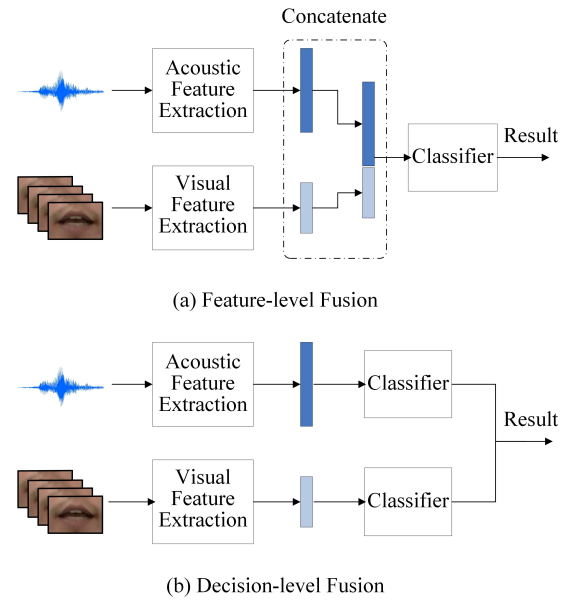 Concatenate
Acoustic
Feature
Extraction
Result
Classifier
Visual
Feature
Extraction
(a) Feature-level Fusion
Acoustic
Feature
Extraction
Classifier
Result
Visual
Feature
Extraction
Classifier
(b) Decision-level Fusion